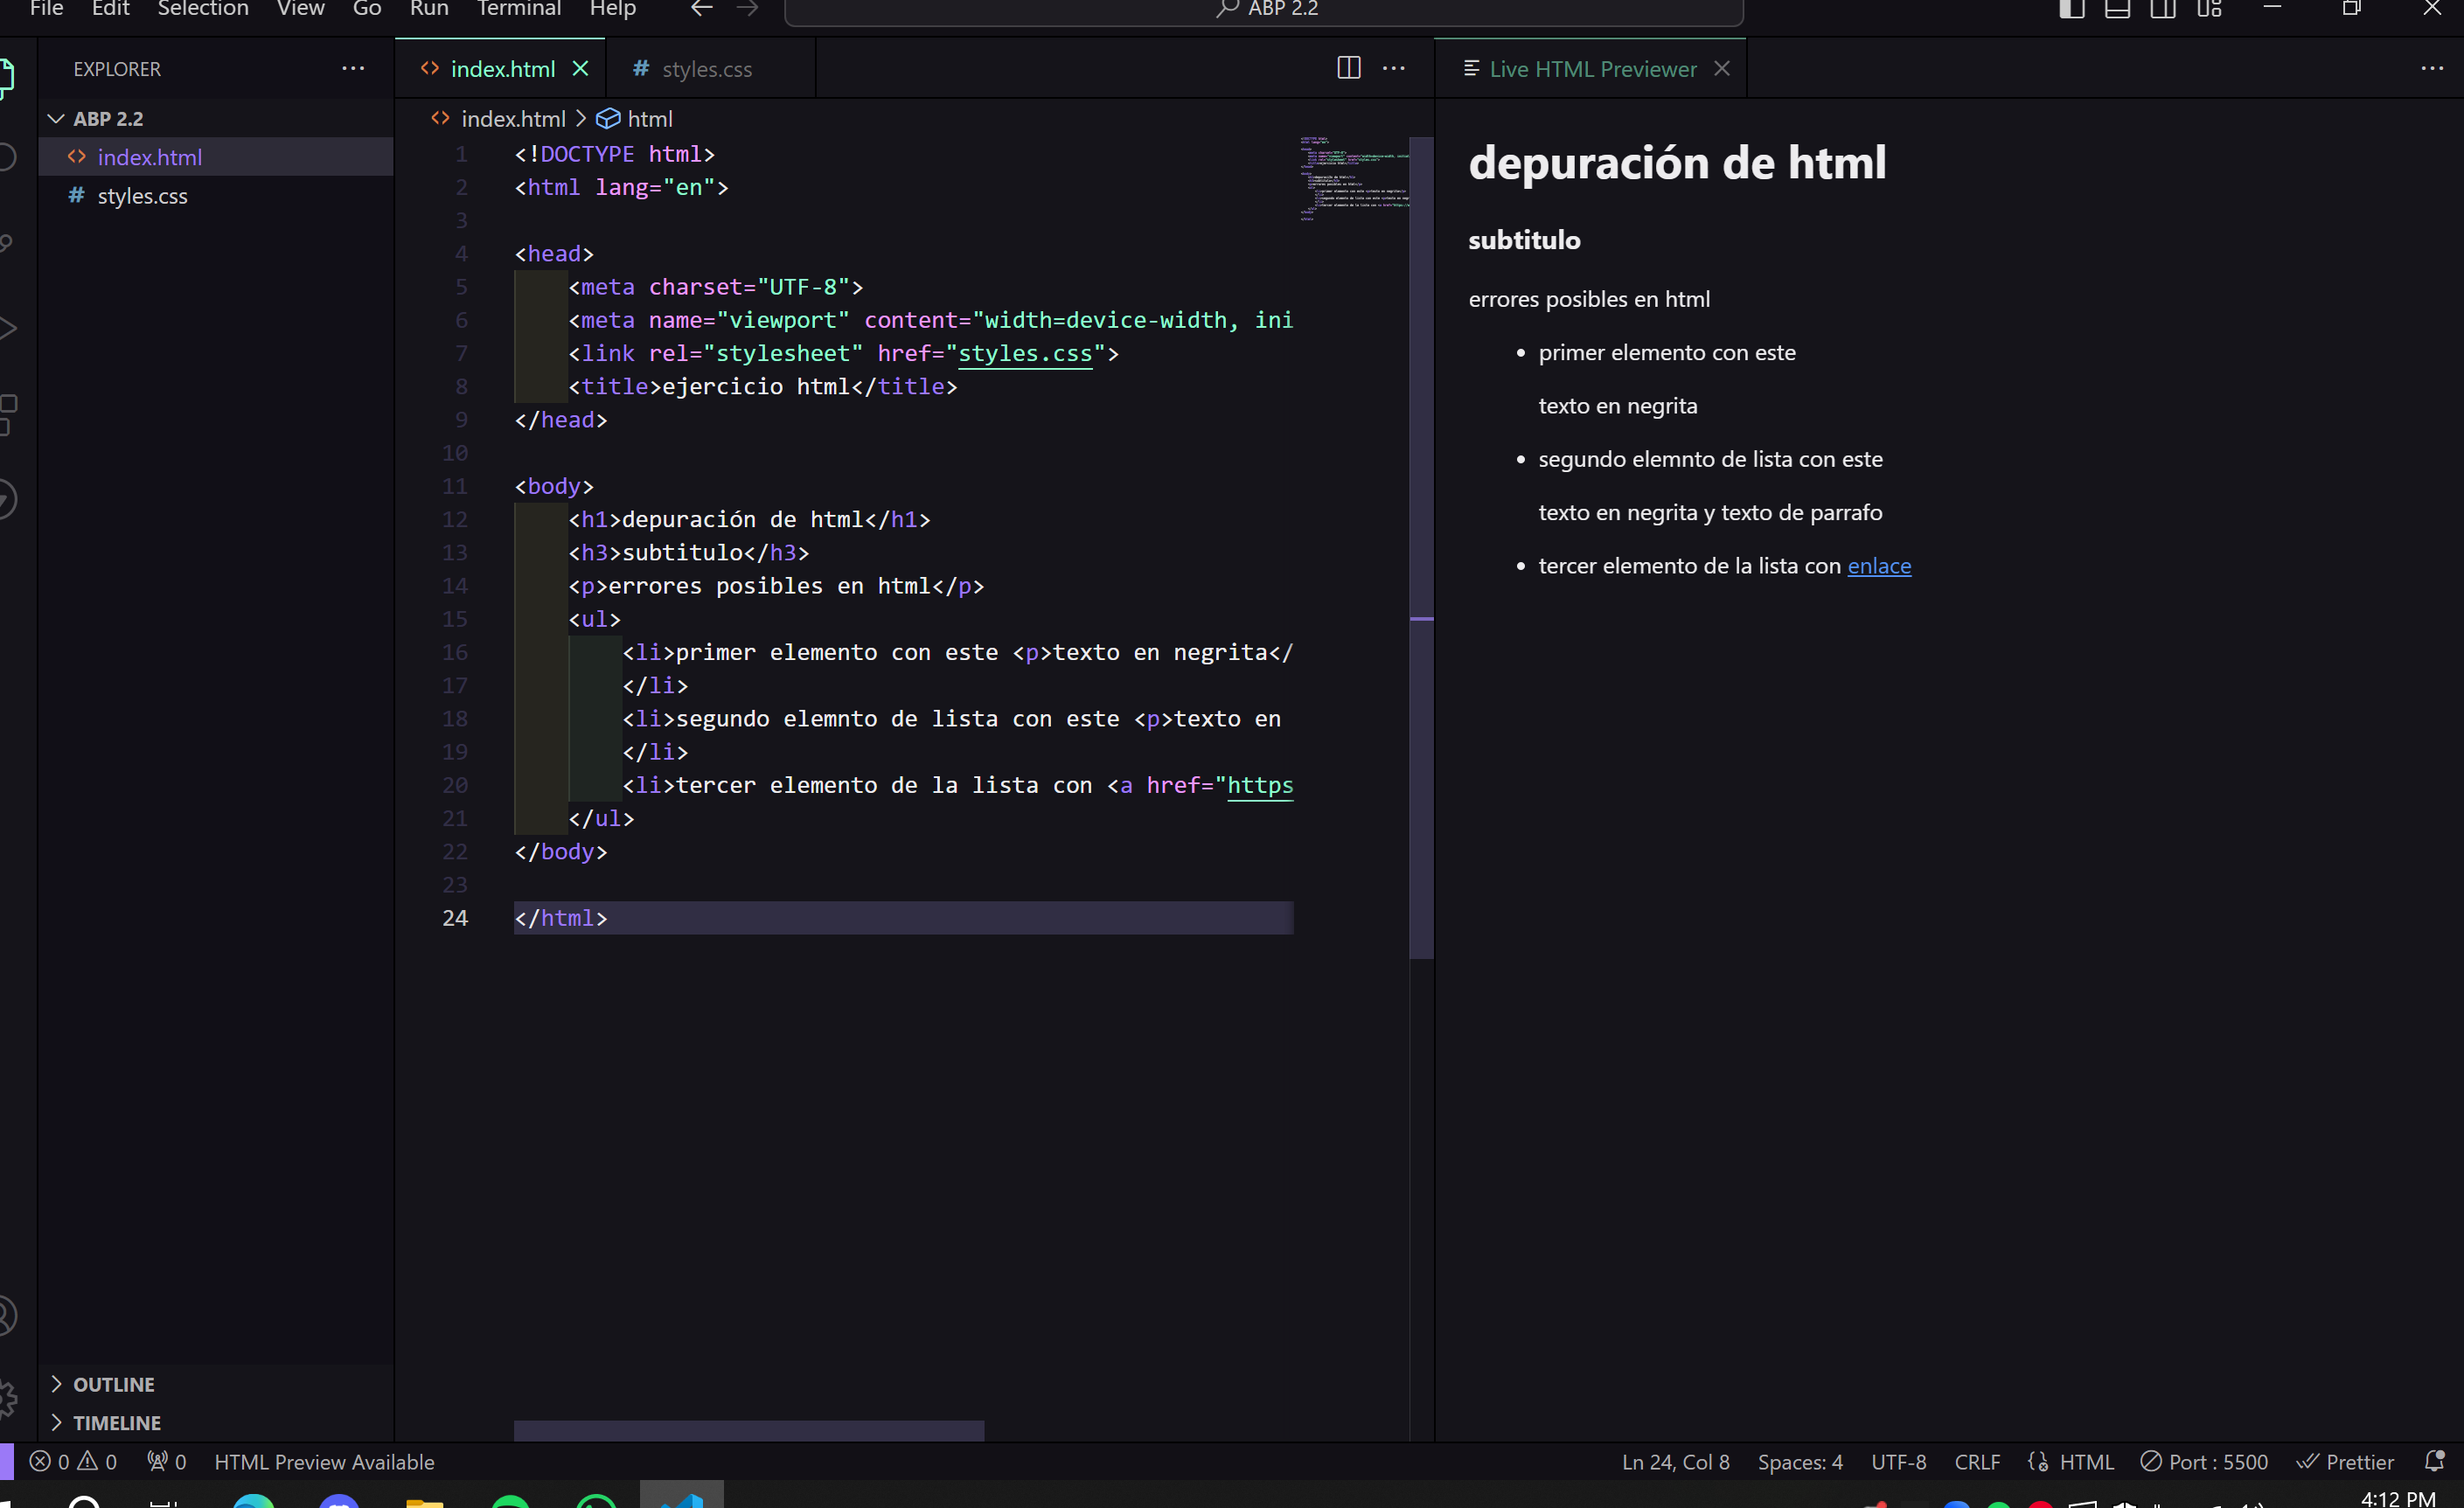 File Edit Selection View Go Run Terminal Help
ABP 2.2
EXPLORER
ABP 2.2
index.html
styles.css
OUTLINE
TIMELINE
index.html
styles.css
index.html > html
1 <!DOCTYPE html>
2 <html lang="en">
3
4 <head>
5 <meta charset="UTF-8">
6 <meta name="viewport" content="width=device-width, ini
7 <link rel="stylesheet" href="styles.css">
8 <title>ejercicio html</title>
9 </head>
10
11 <body>
12 <h1>depuración de html</h1>
13 <h3>subtitulo</h3>
14 <p>errores posibles en html</p>
15 <ul>
16 <li>primer elemento con este <p>texto en negrita</
17 </li>
18 <li>segundo elemnto de lista con este <p>texto en
19 </li>
20 <li>tercer elemento de la lista con <a href="https
21 </ul>
22 </body>
23
24 </html>
Live HTML Previewer
depuración de html
subtitulo
errores posibles en html
• primer elemento con este
texto en negrita
• segundo elemnto de lista con este
texto en negrita y texto de parrafo
• tercer elemento de la lista con enlace
0 0 0 HTML Preview Available
Ln 24, Col 8 Spaces: 4 UTF-8 CRLF HTML Port : 5500 Prettier
4:12 PM